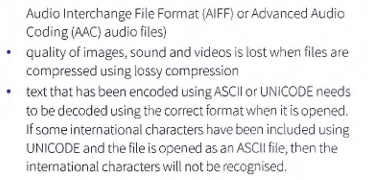 Audio Interchange File Format (AIFF) or Advanced Audio
Coding (AAC) audio files)
• quality of images, sound and videos is lost when files are
compressed using lossy compression
• text that has been encoded using ASCII or UNICODE needs
to be decoded using the correct format when it is opened.
If some international characters have been included using
UNICODE and the file is opened as an ASCII file, then the
international characters will not be recognised.